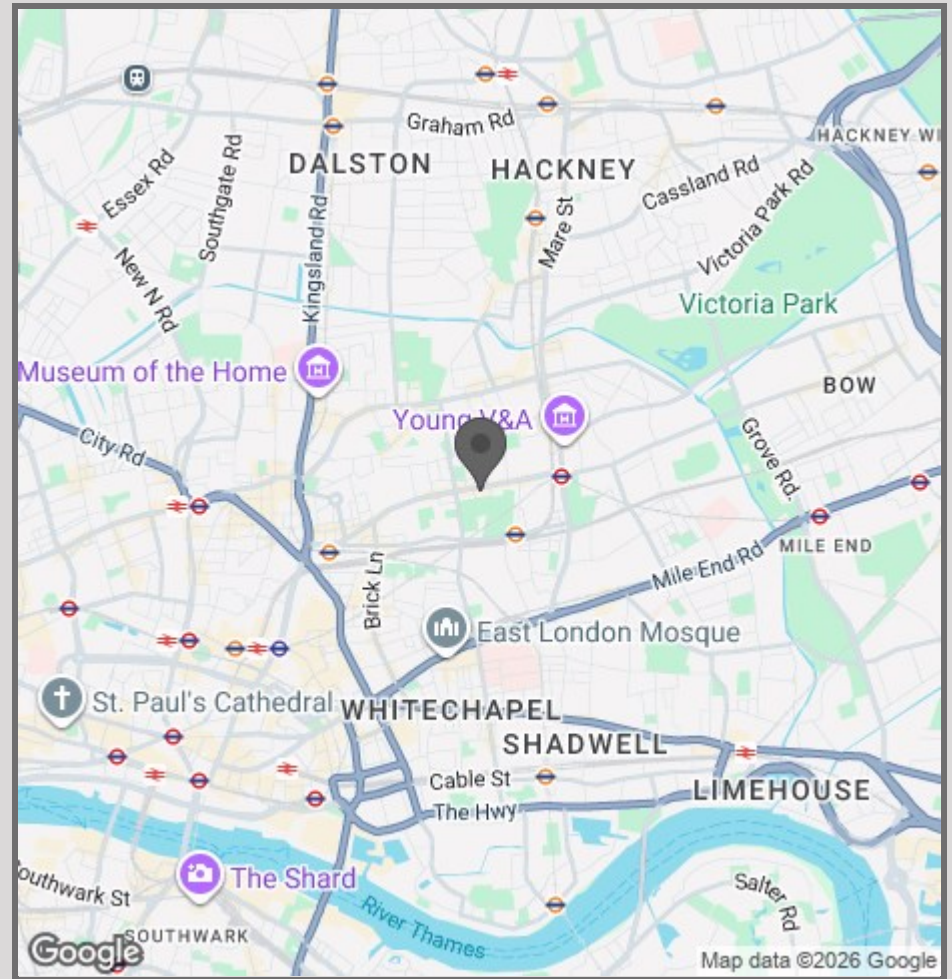 Graham Rd
HACKNEY WI
DALSTON
HACKNEY
Essex Rd
Southgate Rd
Cassland Rd
Victoria Park Rd
Mare St
Kingsland Rd
New N Rd
Victoria Park
Museum of the Home
BOW
Young V&A
City Rd
Grove Rd.
MILE END
Mile End Rd
Brick Ln
East London Mosque
St. Paul's Cathedral
WHITECHAPEL
SHADWELL
Cable St
LIMEHOUSE
The Hwy
The Shard
outhwark St
Salter Rd
River Thames
SOUTHWARK
Google
Map data ©2026 Google